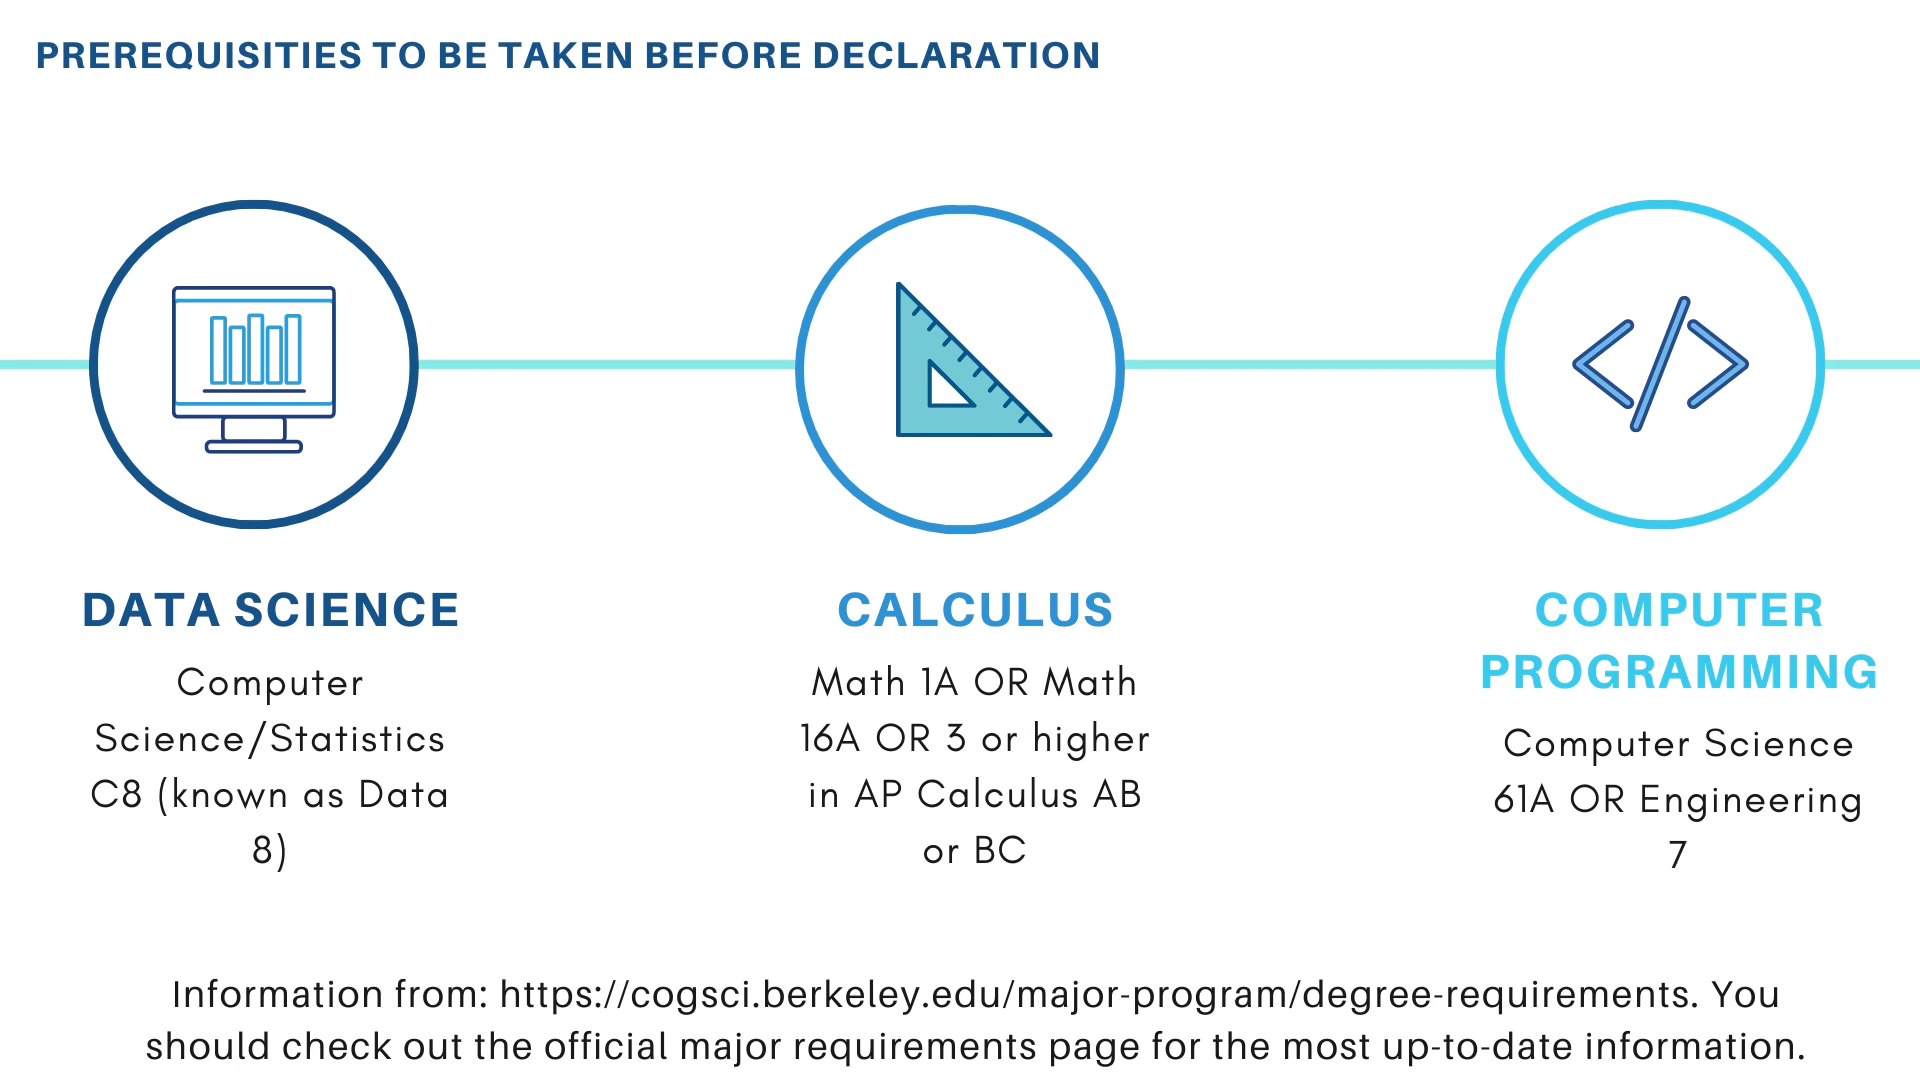 PREREQUISITIES TO BE TAKEN BEFORE DECLARATION
DATA SCIENCE
Computer
Science/Statistics
C8 (known as Data
8)
CALCULUS
Math 1A OR Math
16A OR 3 or higher
in AP Calculus AB
or BC
COMPUTER
PROGRAMMING
Computer Science
61A OR Engineering
7
Information from: https://cogsci.berkeley.edu/major-program/degree-requirements. You
should check out the official major requirements page for the most up-to-date information.